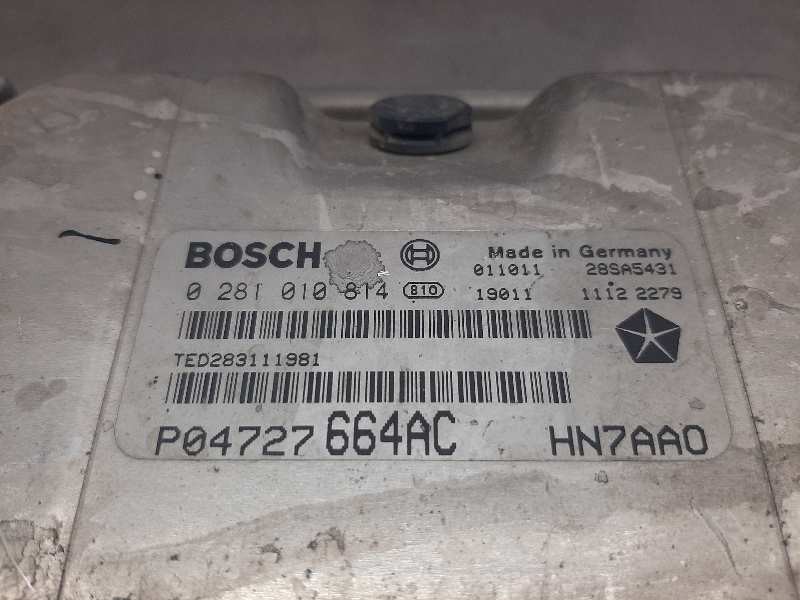 BOSCH
Made in Germany
011011 28SA5431
0 281 010 814 810 19011 1112 2279
TED283111981
P04727 664AC HN7AA0